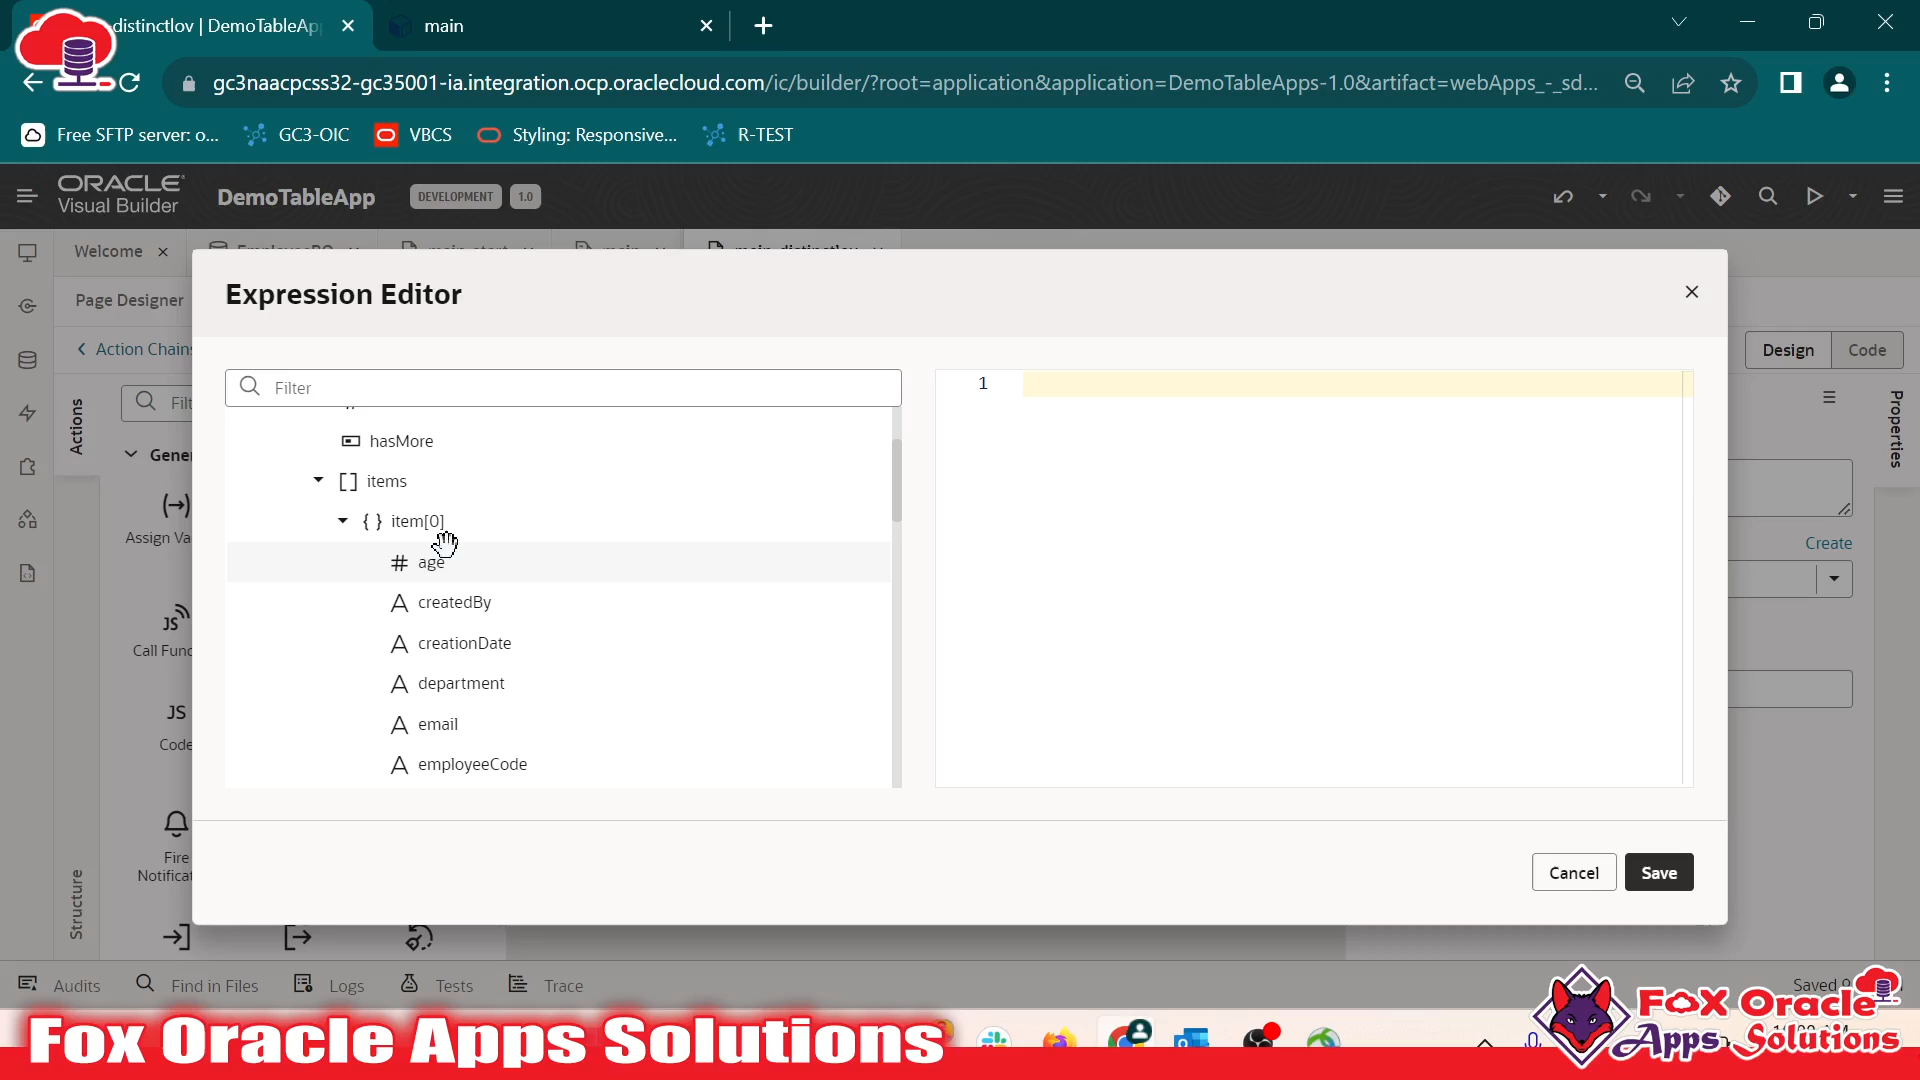 distinctlov | DemoTableAp
main
gc3naacpcss32-gc35001-ia.integration.ocp.oraclecloud.com/ic/builder/?root=application&application=DemoTableApps-1.0&artifact=webApps_-_sd...
Free SFTP server: o...
GC3-OIC
VBCS
Styling: Responsive...
R-TEST
ORACLE
Visual Builder
DemoTableApp
DEVELOPMENT
1.0
Welcome
Page Designer
Action Chains
Design
Code
Expression Editor
Filter
1
Actions
Properties
hasMore
[ ] items
{ } item[0]
# age
A createdBy
A creationDate
A department
A email
A employeeCode
Create
Assign Va
Call Func
JS
Code
Fire
Notificat
Structure
Cancel
Save
Audits
Find in Files
Logs
Tests
Trace
Saved
Fox Oracle Apps Solutions
Fox Oracle
Apps Solutions